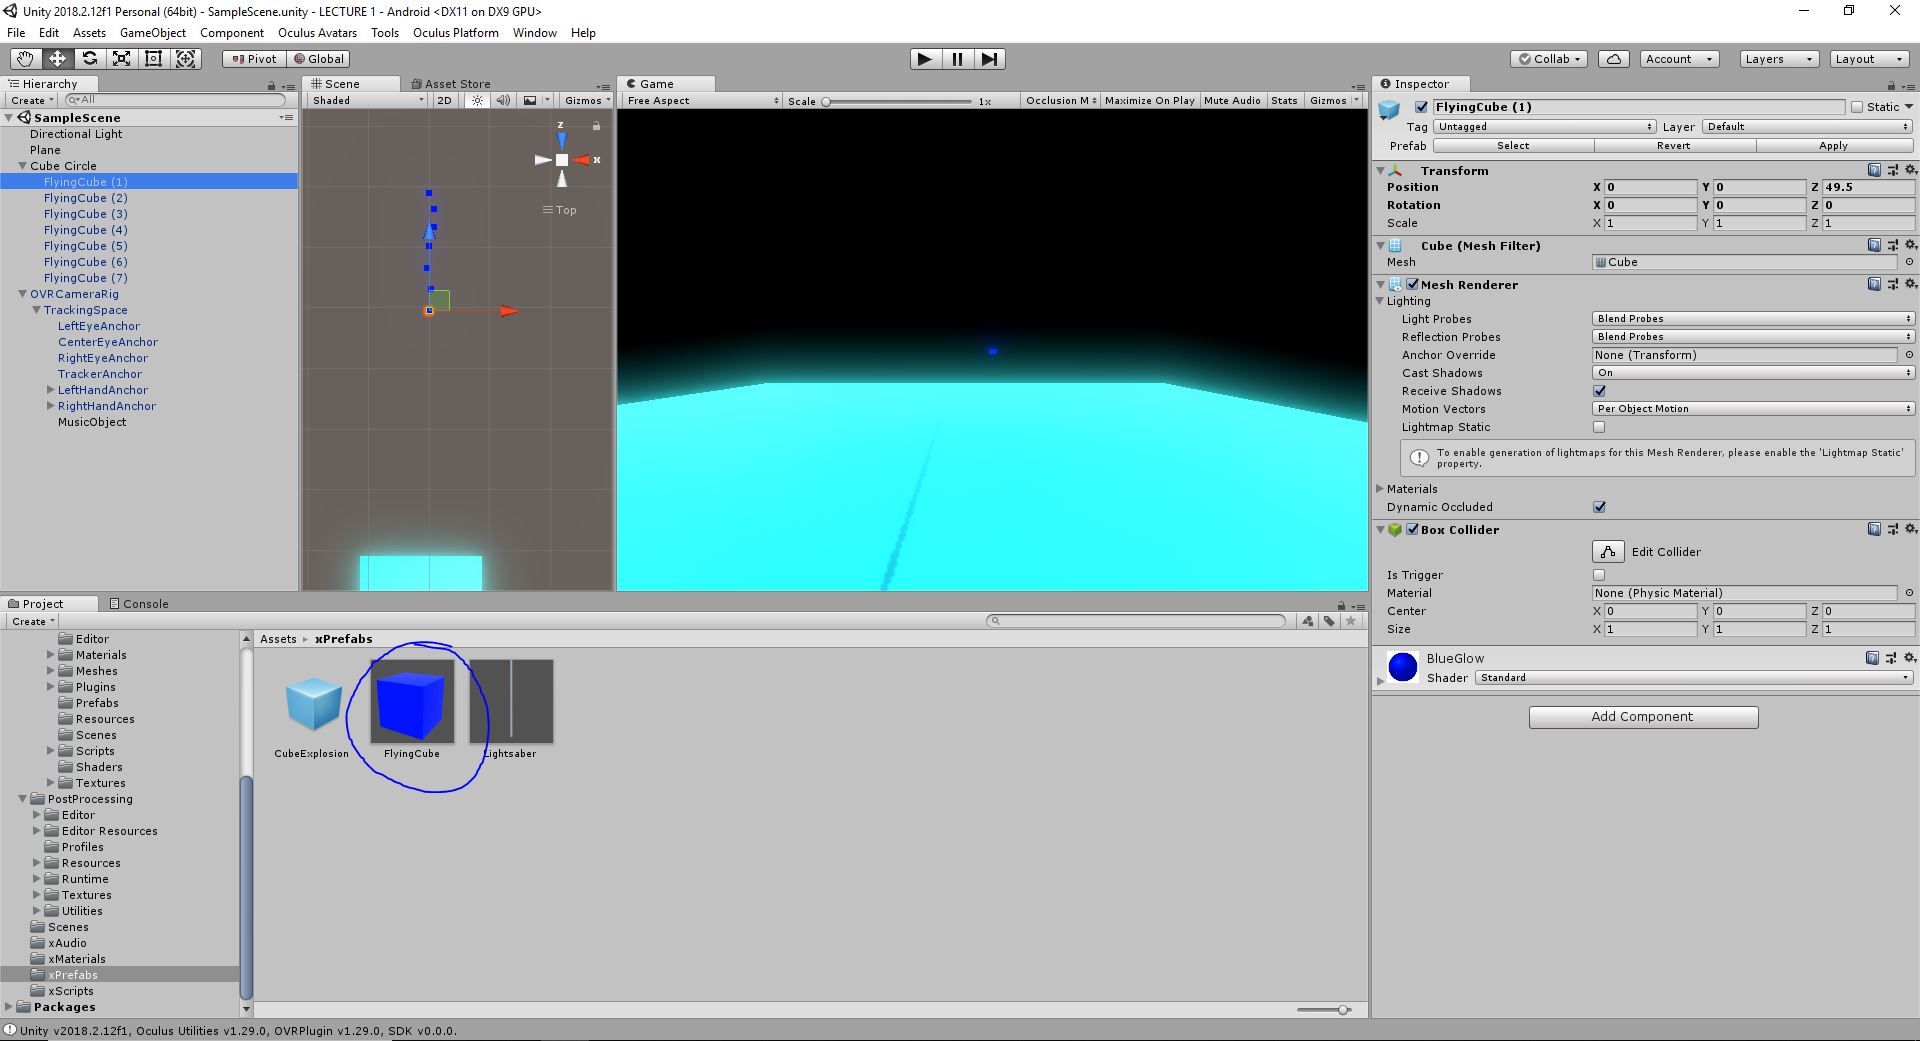 Unity 2018.2.12f1 Personal (64bit) - SampleScene.unity - LECTURE 1 - Android <DX11 on DX9 GPU>
File Edit Assets GameObject Component Oculus Avatars Tools Oculus Platform Window Help
Pivot Global Collab Account Layers Layout
Hierarchy
Create All
SampleScene
Directional Light
Plane
Cube Circle
FlyingCube (1)
FlyingCube (2)
FlyingCube (3)
FlyingCube (4)
FlyingCube (5)
FlyingCube (6)
FlyingCube (7)
OVRCameraRig
TrackingSpace
LeftEyeAnchor
CenterEyeAnchor
RightEyeAnchor
TrackerAnchor
LeftHandAnchor
RightHandAnchor
MusicObject
Scene Asset Store
Shaded 2D Gizmos
z
x
Top
Game
Free Aspect Scale 1x Occlusion M Maximize On Play Mute Audio Stats Gizmos
Inspector
FlyingCube (1) Static
Tag Untagged Layer Default
Prefab Select Revert Apply
Transform
Position X 0 Y 0 Z 49.5
Rotation X 0 Y 0 Z 0
Scale X 1 Y 1 Z 1
Cube (Mesh Filter)
Mesh Cube
Mesh Renderer
Lighting
Light Probes Blend Probes
Reflection Probes Blend Probes
Anchor Override None (Transform)
Cast Shadows On
Receive Shadows
Motion Vectors Per Object Motion
Lightmap Static
To enable generation of lightmaps for this Mesh Renderer, please enable the 'Lightmap Static'
property.
Materials
Dynamic Occluded
Box Collider
Edit Collider
Is Trigger
Material None (Physic Material)
Center X 0 Y 0 Z 0
Size X 1 Y 1 Z 1
BlueGlow
Shader Standard
Add Component
Project Console
Create
Editor
Materials
Meshes
Plugins
Prefabs
Resources
Scenes
Scripts
Shaders
Textures
PostProcessing
Editor
Editor Resources
Profiles
Resources
Runtime
Textures
Utilities
Scenes
xAudio
xMaterials
xPrefabs
xScripts
Packages
Assets xPrefabs
CubeExplosion FlyingCube Lightsaber
Unity v2018.2.12f1, Oculus Utilities v1.29.0, OVRPlugin v1.29.0, SDK v0.0.0.